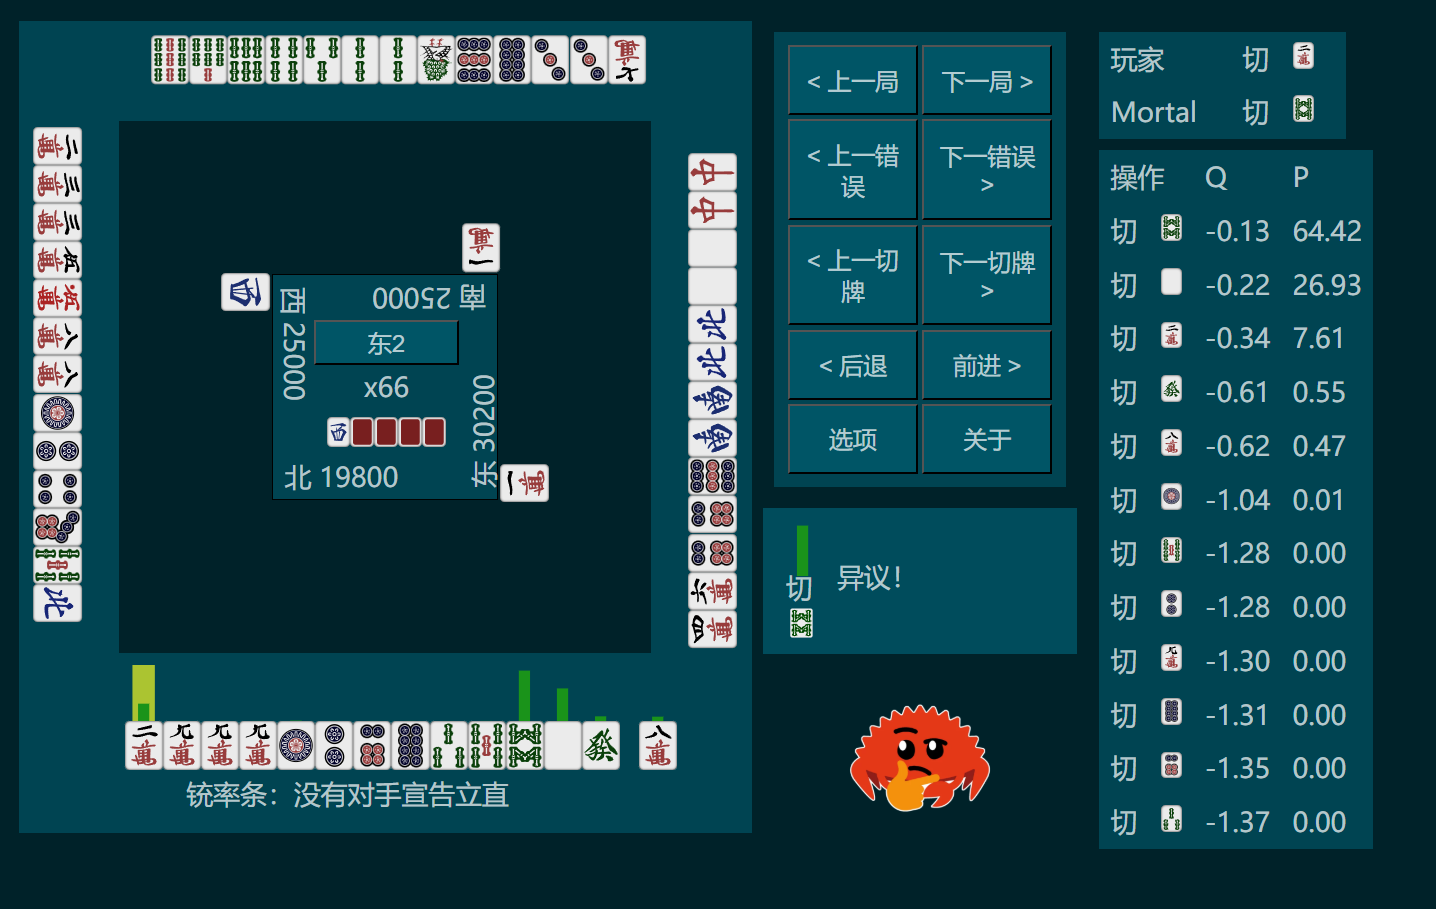 < 上一局
下一局 >
< 上一错误
下一错误 >
< 上一切牌
下一切牌 >
< 后退
前进 >
选项
关于
玩家 切
Mortal 切
操作 Q P
切 -0.13 64.42
切 -0.22 26.93
切 -0.34 7.61
切 -0.61 0.55
切 -0.62 0.47
切 -1.04 0.01
切 -1.28 0.00
切 -1.28 0.00
切 -1.30 0.00
切 -1.31 0.00
切 -1.35 0.00
切 -1.37 0.00
南 25000
西 25000
东2
x66
东 30200
北 19800
切
异议！
铳率条：没有对手宣告立直